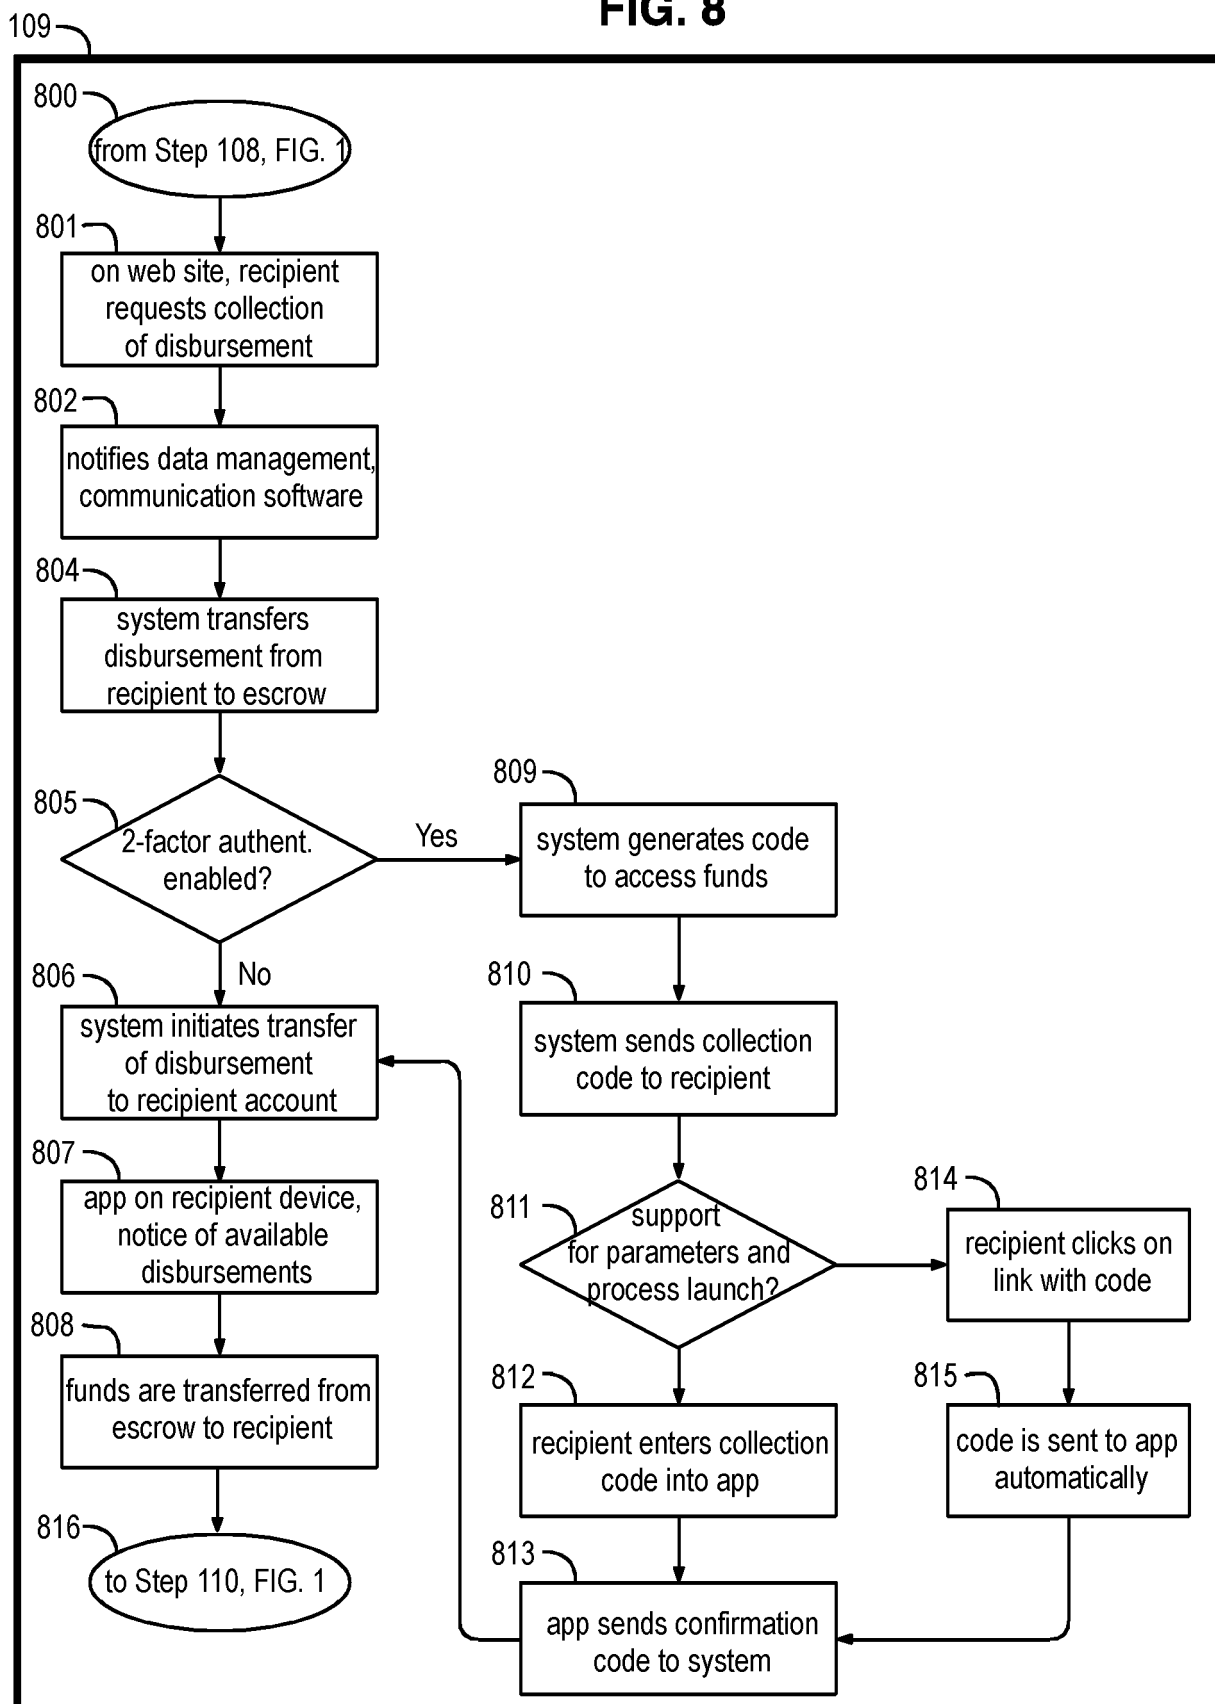 FIG. 8
109
800
from Step 108, FIG. 1
801
on web site, recipient
requests collection
of disbursement
802
notifies data management,
communication software
804
system transfers
disbursement from
recipient to escrow
805
2-factor authent.
enabled?
Yes
No
806
system initiates transfer
of disbursement
to recipient account
807
app on recipient device,
notice of available
disbursements
808
funds are transferred from
escrow to recipient
816
to Step 110, FIG. 1
809
system generates code
to access funds
810
system sends collection
code to recipient
811
support
for parameters and
process launch?
812
recipient enters collection
code into app
813
app sends confirmation
code to system
814
recipient clicks on
link with code
815
code is sent to app
automatically